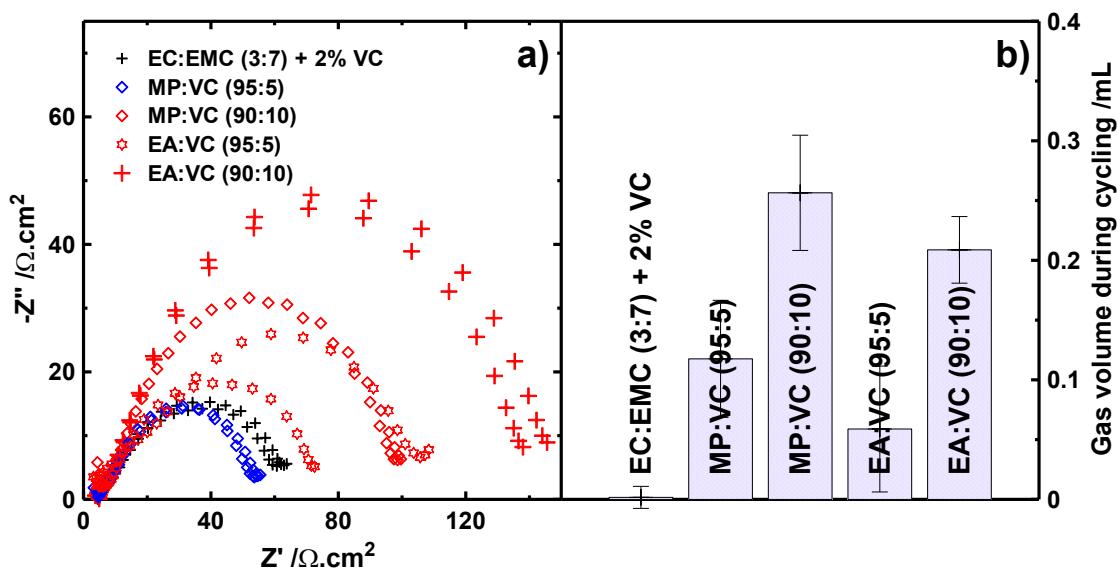 a)
EC:EMC (3:7) + 2% VC
MP:VC (95:5)
MP:VC (90:10)
EA:VC (95:5)
EA:VC (90:10)
60
40
20
0
-Z'' /Ω.cm²
0
40
80
120
Z' /Ω.cm²
b)
EC:EMC (3:7) + 2% VC
MP:VC (95:5)
MP:VC (90:10)
EA:VC (95:5)
EA:VC (90:10)
0.4
0.3
0.2
0.1
0
Gas volume during cycling /mL